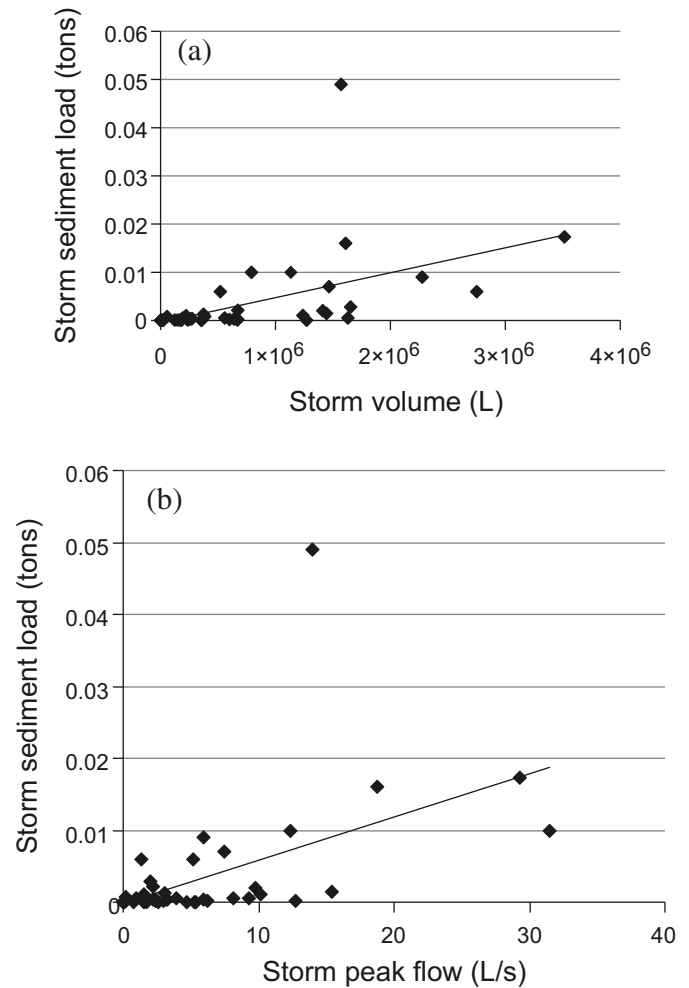 (a)
Storm sediment load (tons)
0.06
0.05
0.04
0.03
0.02
0.01
0
0 1×10⁶ 2×10⁶ 3×10⁶ 4×10⁶
Storm volume (L)
(b)
Storm sediment load (tons)
0.06
0.05
0.04
0.03
0.02
0.01
0
0 10 20 30 40
Storm peak flow (L/s)